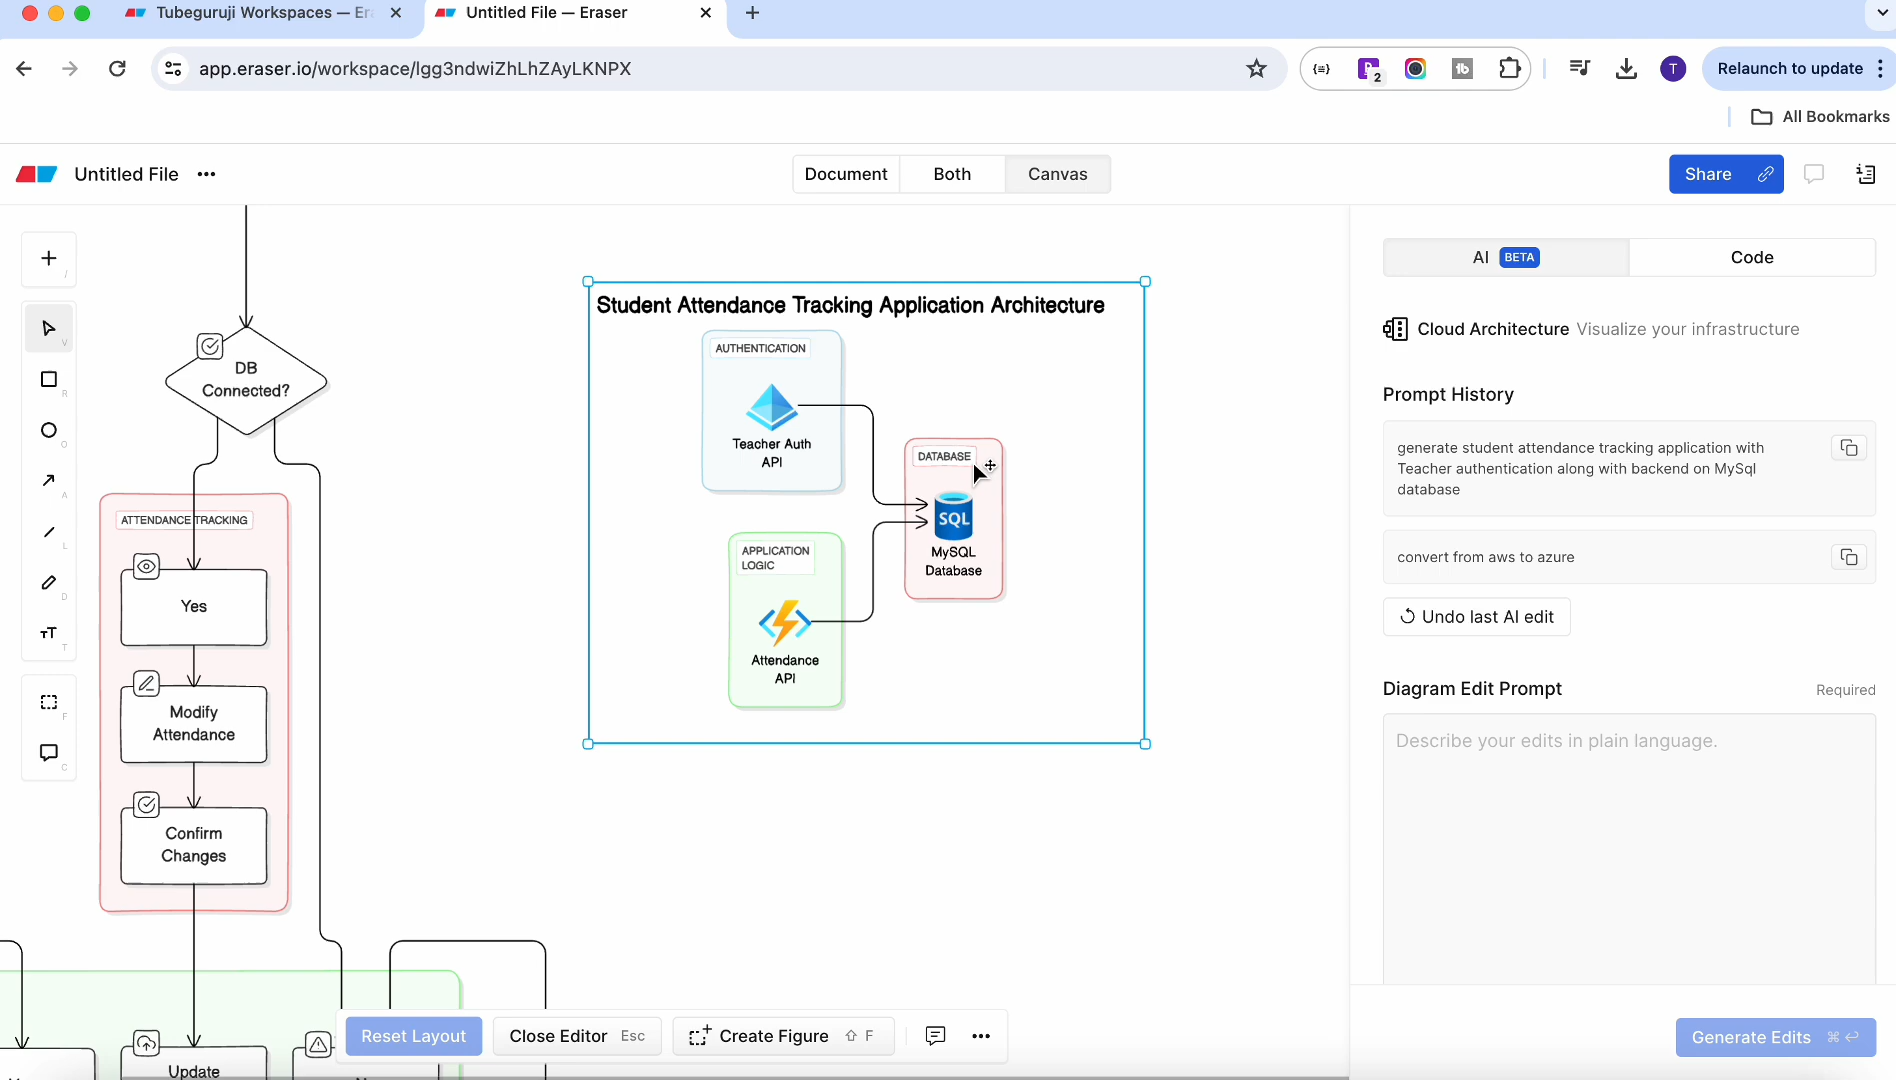 Tubeguruji Workspaces — Era
Untitled File — Eraser
app.eraser.io/workspace/lgg3ndwiZhLhZAyLKNPX
2
T
Relaunch to update
All Bookmarks
Untitled File
Document
Both
Canvas
Share
/
V
R
O
A
L
D
T
F
C
DB
Connected?
ATTENDANCE TRACKING
Yes
Modify
Attendance
Confirm
Changes
Update
Student Attendance Tracking Application Architecture
AUTHENTICATION
Teacher Auth
API
DATABASE
SQL
MySQL
Database
APPLICATION
LOGIC
Attendance
API
Reset Layout
Close Editor Esc
Create Figure ⇧ F
AI BETA
Code
Cloud Architecture Visualize your infrastructure
Prompt History
generate student attendance tracking application with
Teacher authentication along with backend on MySql
database
convert from aws to azure
Undo last AI edit
Diagram Edit Prompt
Required
Describe your edits in plain language.
Generate Edits ⌘ ↩